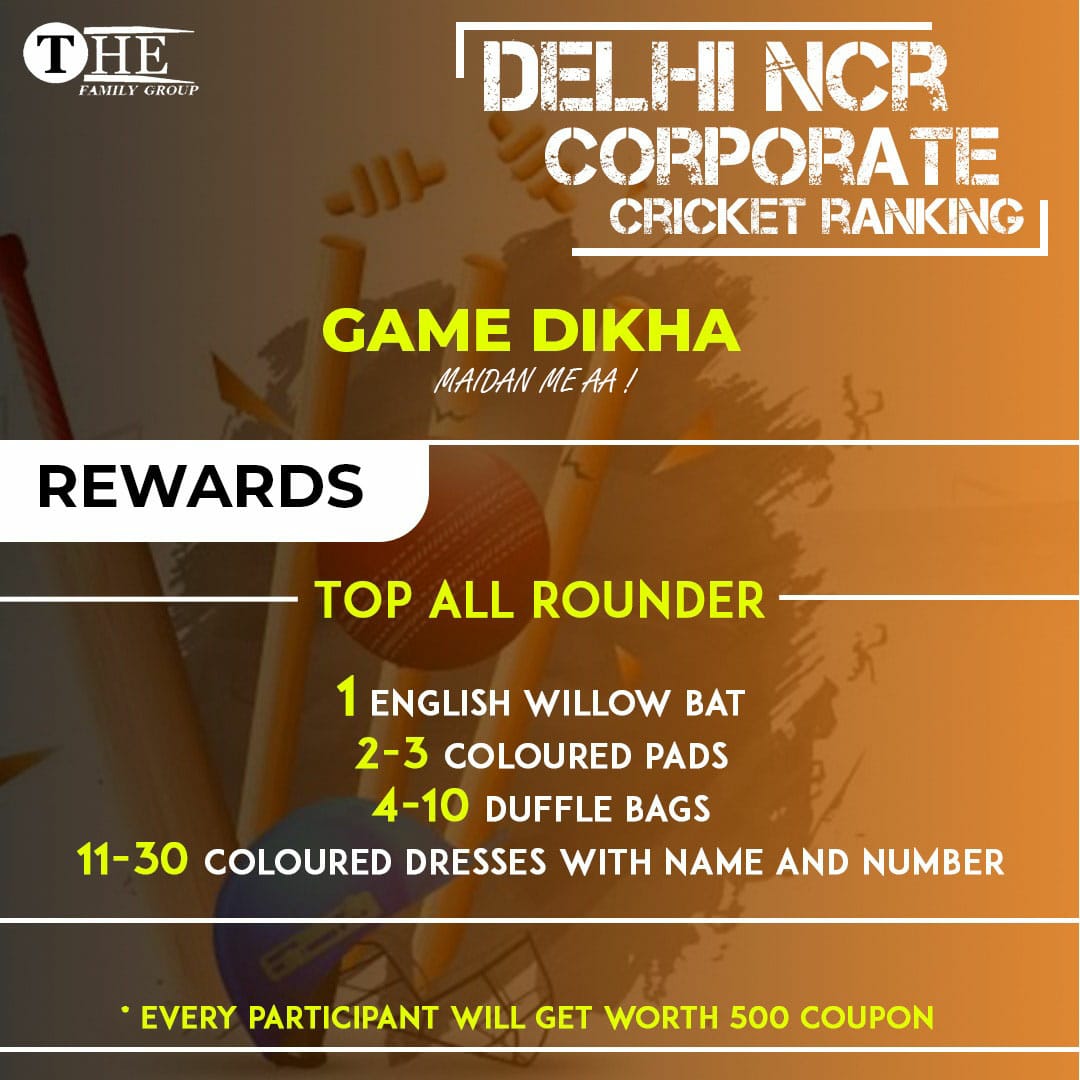 THE
FAMILY GROUP
DELHI NCR
CORPORATE
CRICKET RANKING
GAME DIKHA
MAIDAN ME AA !
REWARDS
TOP ALL ROUNDER
1 ENGLISH WILLOW BAT
2-3 COLOURED PADS
4-10 DUFFLE BAGS
11-30 COLOURED DRESSES WITH NAME AND NUMBER
* EVERY PARTICIPANT WILL GET WORTH 500 COUPON